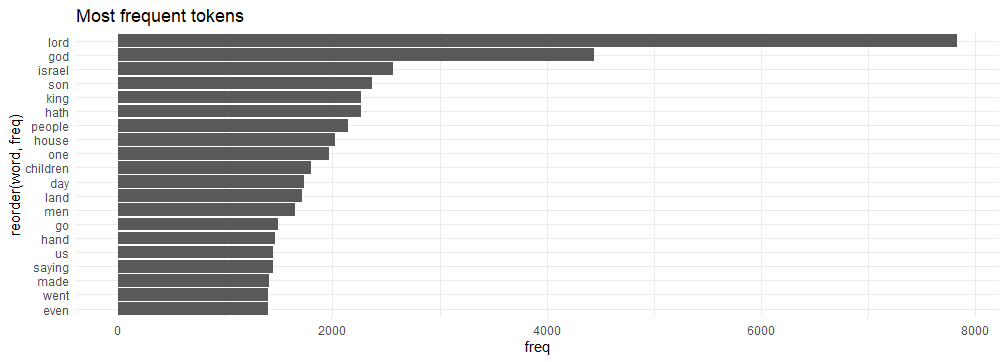 Most frequent tokens
reorder(word, freq)
lord
god
israel
son
king
hath
people
house
one
children
day
land
men
go
hand
us
saying
made
went
even
0 2000 4000 6000 8000
freq